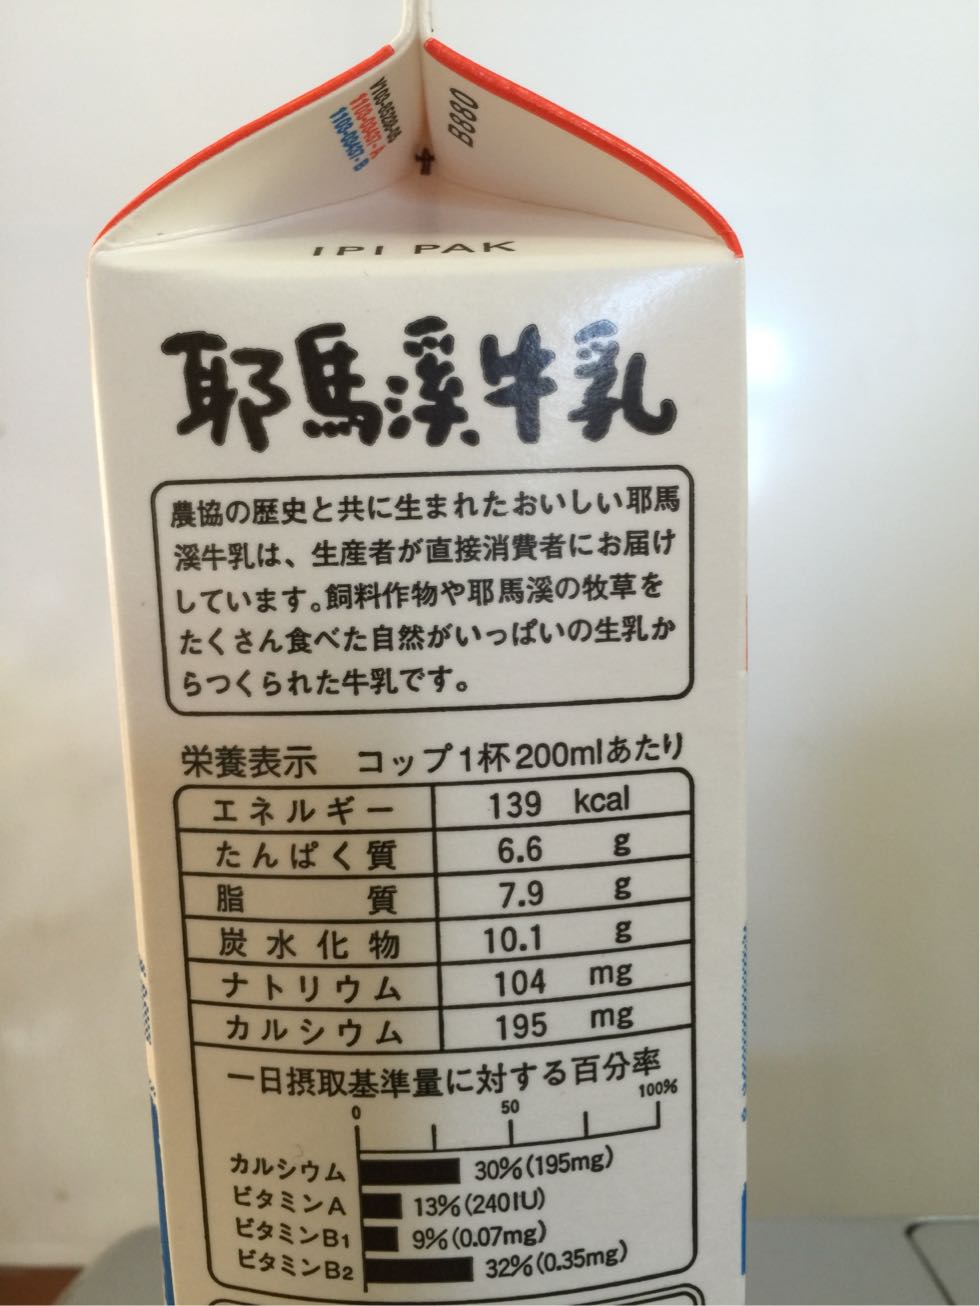 V103-05220-05
1103-00437-A
1103-00437-B
B880
IPI PAK
耶馬溪牛乳
農協の歴史と共に生まれたおいしい耶馬
溪牛乳は、生産者が直接消費者にお届け
しています。飼料作物や耶馬溪の牧草を
たくさん食べた自然がいっぱいの生乳か
らつくられた牛乳です。
栄養表示 コップ1杯200mlあたり
エネルギー 139 kcal
たんぱく質 6.6 g
脂質 7.9 g
炭水化物 10.1 g
ナトリウム 104 mg
カルシウム 195 mg
一日摂取基準量に対する百分率
0 50 100%
カルシウム 30%(195mg)
ビタミンA 13%(240IU)
ビタミンB1 9%(0.07mg)
ビタミンB2 32%(0.35mg)